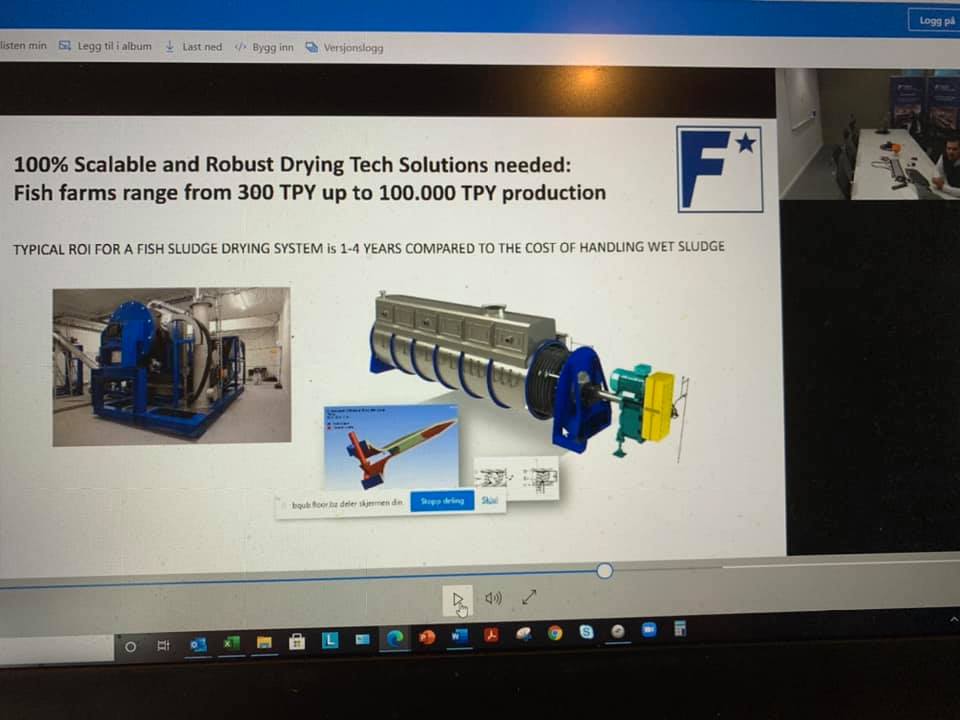 Logg på
listen min Legg til i album Last ned </> Bygg inn Versjonslogg
100% Scalable and Robust Drying Tech Solutions needed:
Fish farms range from 300 TPY up to 100.000 TPY production
F
TYPICAL ROI FOR A FISH SLUDGE DRYING SYSTEM is 1-4 YEARS COMPARED TO THE COST OF HANDLING WET SLUDGE
bqub.floor.bz deler skjermen din. Stopp deling Skjul